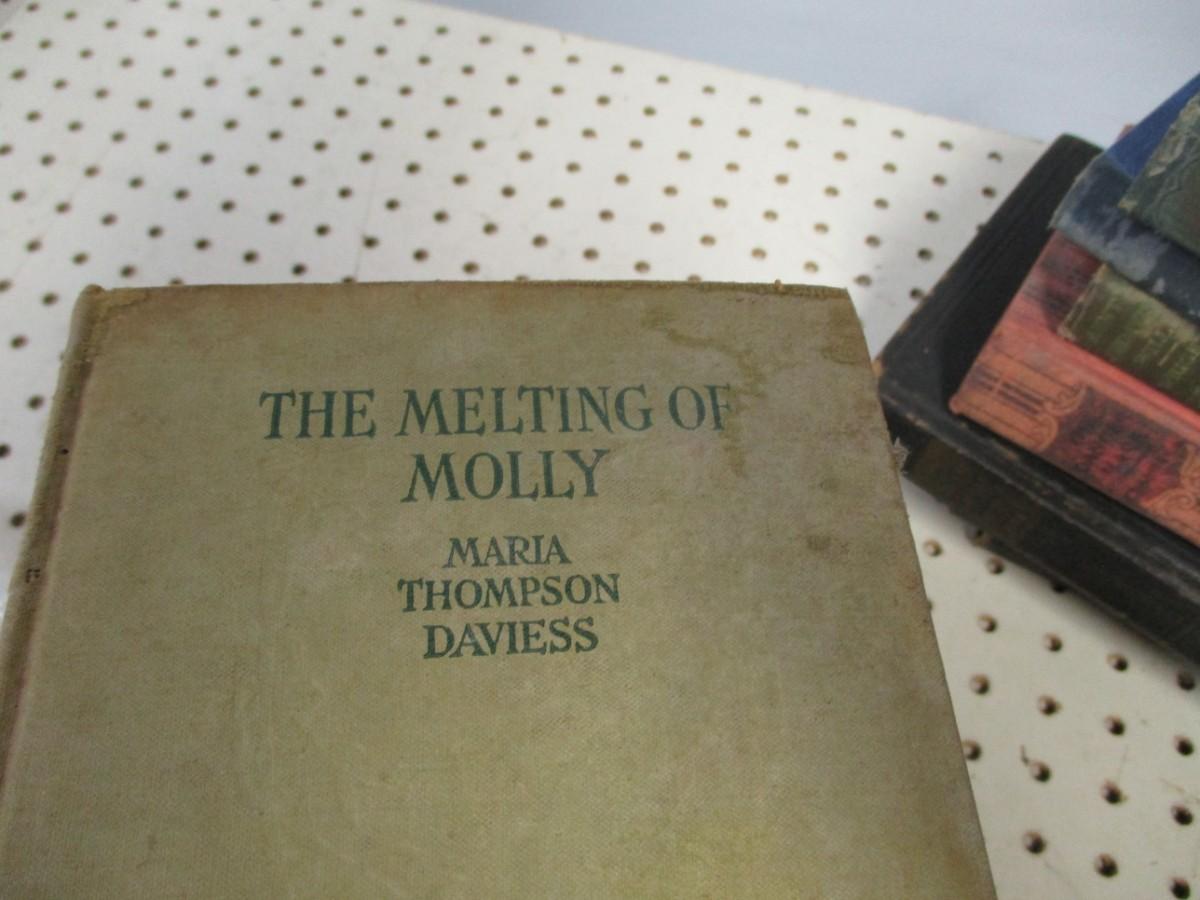 THE MELTING OF
MOLLY
MARIA
THOMPSON
DAVIESS